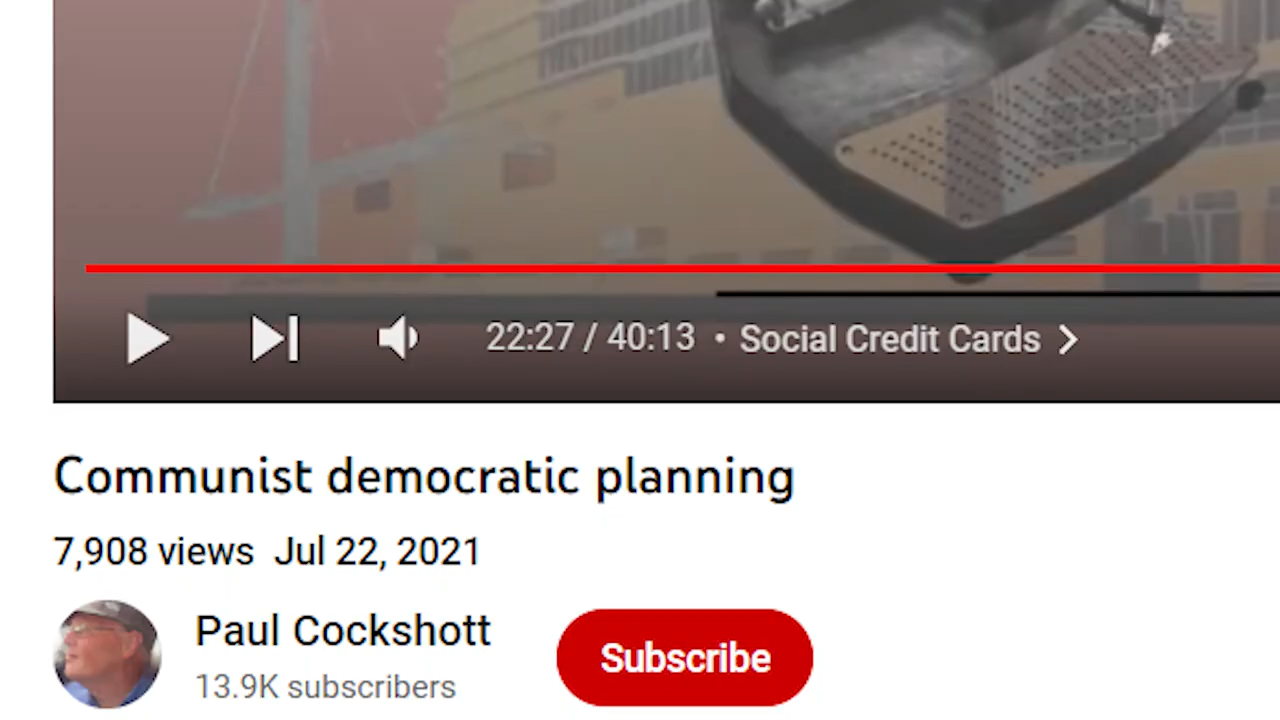 22:27 / 40:13 • Social Credit Cards
Communist democratic planning
7,908 views Jul 22, 2021
Paul Cockshott
13.9K subscribers
Subscribe